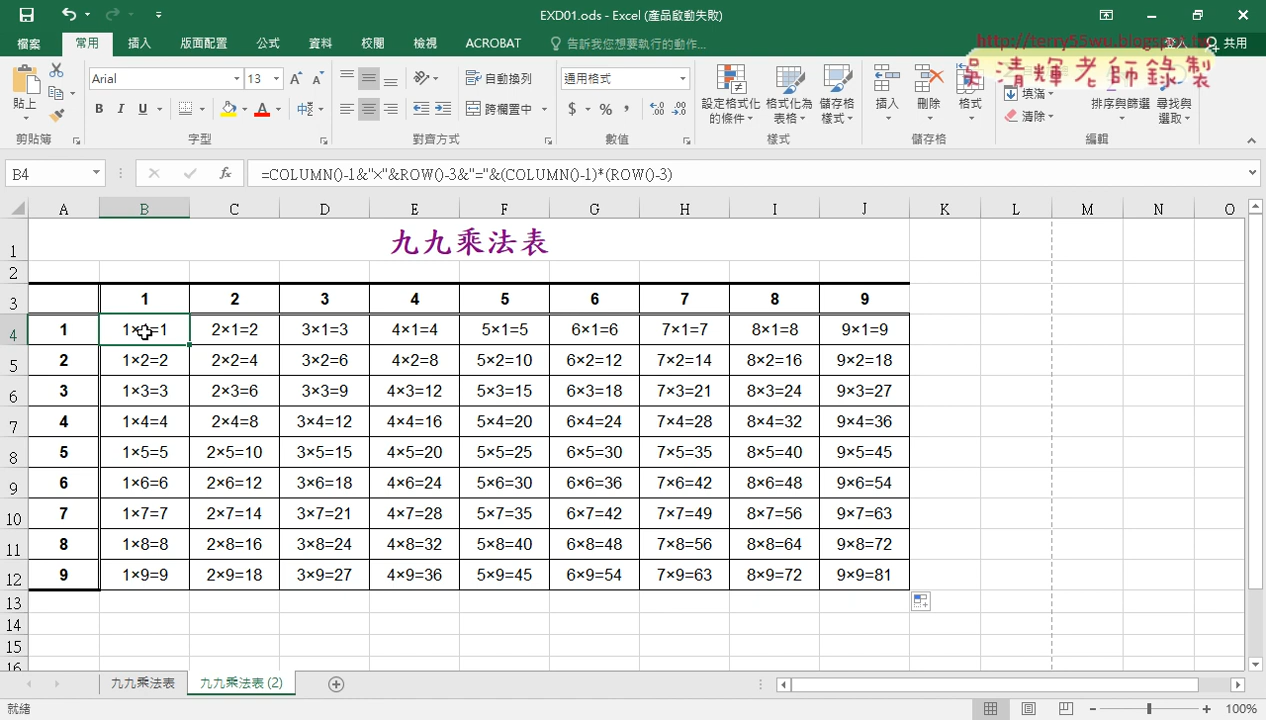 EXD01.ods - Excel (產品啟動失敗)
http://terry55wu.blogspot.tw
吳清輝老師錄製
檔案 常用 插入 版面配置 公式 資料 校閱 檢視 ACROBAT 告訴我您想要執行的動作... 登入 共用
貼上 Arial 13 自動換列 通用格式 設定格式化的條件 格式化為表格 儲存格樣式 插入 刪除 格式 填滿 排序與篩選 尋找與選取
B I U 中 跨欄置中 $ % , 清除
剪貼簿 字型 對齊方式 數值 樣式 儲存格 編輯
B4 fx =COLUMN()-1&"×"&ROW()-3&"="&(COLUMN()-1)*(ROW()-3)
A B C D E F G H I J K L M N O
1 九九乘法表
2
3 1 2 3 4 5 6 7 8 9
4 1 1× =1 2×1=2 3×1=3 4×1=4 5×1=5 6×1=6 7×1=7 8×1=8 9×1=9
5 2 1×2=2 2×2=4 3×2=6 4×2=8 5×2=10 6×2=12 7×2=14 8×2=16 9×2=18
6 3 1×3=3 2×3=6 3×3=9 4×3=12 5×3=15 6×3=18 7×3=21 8×3=24 9×3=27
7 4 1×4=4 2×4=8 3×4=12 4×4=16 5×4=20 6×4=24 7×4=28 8×4=32 9×4=36
8 5 1×5=5 2×5=10 3×5=15 4×5=20 5×5=25 6×5=30 7×5=35 8×5=40 9×5=45
9 6 1×6=6 2×6=12 3×6=18 4×6=24 5×6=30 6×6=36 7×6=42 8×6=48 9×6=54
10 7 1×7=7 2×7=14 3×7=21 4×7=28 5×7=35 6×7=42 7×7=49 8×7=56 9×7=63
11 8 1×8=8 2×8=16 3×8=24 4×8=32 5×8=40 6×8=48 7×8=56 8×8=64 9×8=72
12 9 1×9=9 2×9=18 3×9=27 4×9=36 5×9=45 6×9=54 7×9=63 8×9=72 9×9=81
13
14
15
16
九九乘法表 九九乘法表 (2)
就緒 100%